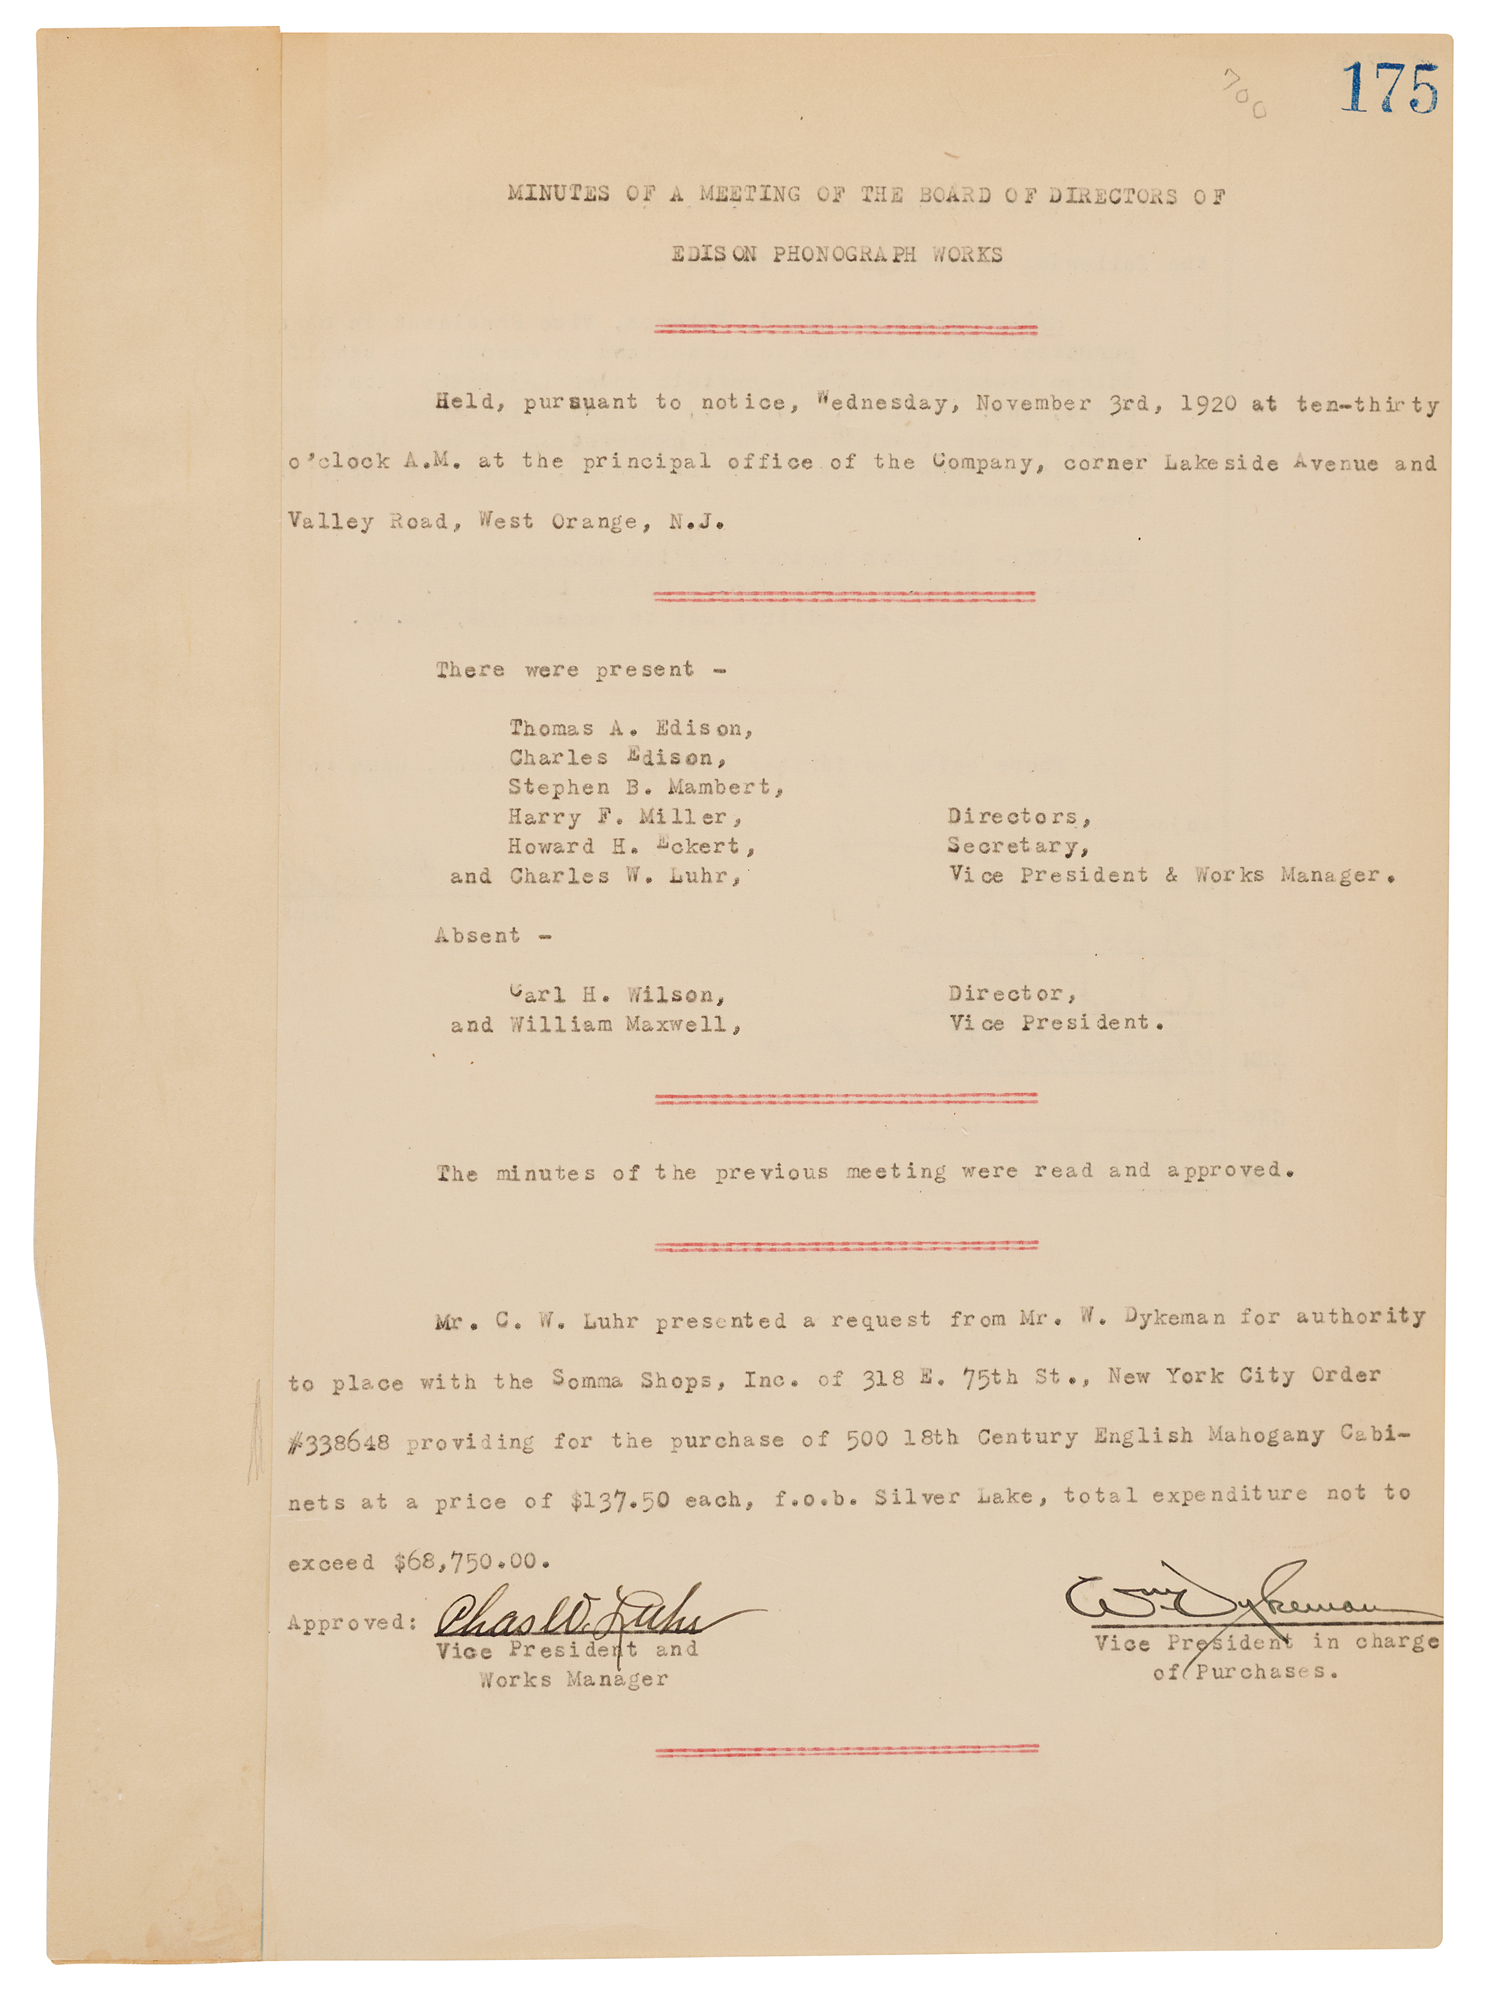 700
175
MINUTES OF A MEETING OF THE BOARD OF DIRECTORS OF
EDISON PHONOGRAPH WORKS
Held, pursuant to notice, Wednesday, November 3rd, 1920 at ten-thirty
o'clock A.M. at the principal office of the Company, corner Lakeside Avenue and
Valley Road, West Orange, N.J.
There were present -
Thomas A. Edison,
Charles Edison,
Stephen B. Mambert,
Harry F. Miller, Directors,
Howard H. Eckert, Secretary,
and Charles W. Luhr, Vice President & Works Manager.
Absent -
Carl H. Wilson, Director,
and William Maxwell, Vice President.
The minutes of the previous meeting were read and approved.
Mr. C. W. Luhr presented a request from Mr. W. Dykeman for authority
to place with the Somma Shops, Inc. of 318 E. 75th St., New York City Order
#338648 providing for the purchase of 500 18th Century English Mahogany Cabi-
nets at a price of $137.50 each, f.o.b. Silver Lake, total expenditure not to
exceed $68,750.00.
Approved: Chas W. Luhr Wm Dykeman
Vice President and Vice President in charge
Works Manager of Purchases.